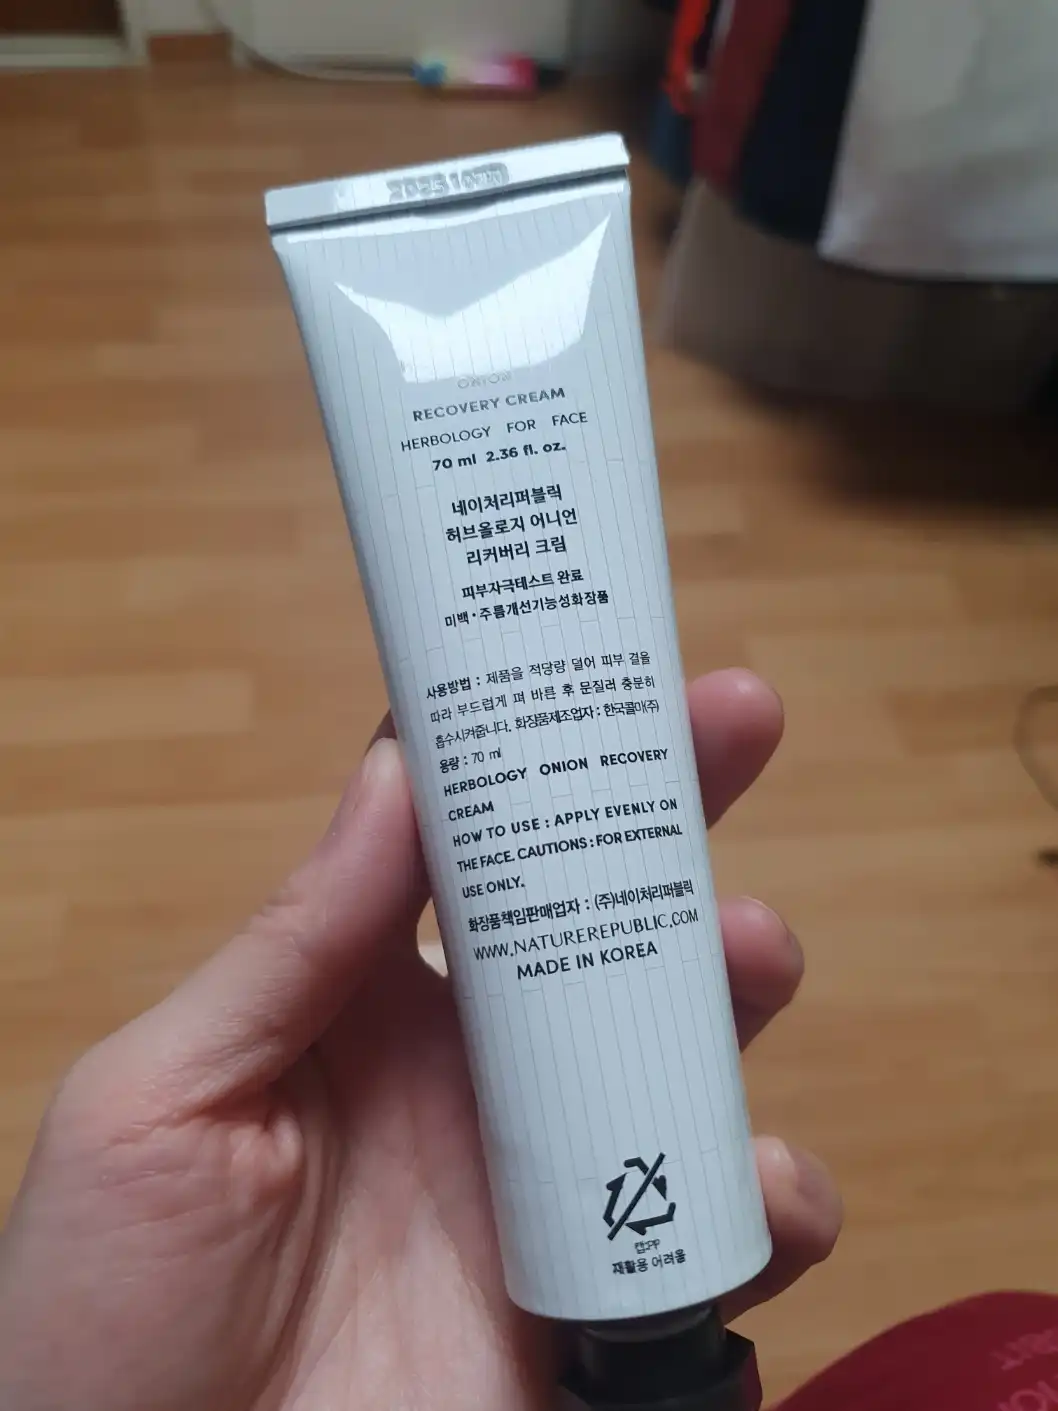 ONION
RECOVERY CREAM
HERBOLOGY FOR FACE
70 ml 2.36 fl. oz.
네이처리퍼블릭
허브올로지 어니언
리커버리 크림
피부자극테스트 완료
미백·주름개선기능성화장품
사용방법 : 제품을 적당량 덜어 피부 결을
따라 부드럽게 펴 바른 후 문질러 충분히
흡수시켜줍니다. 화장품제조업자 : 한국콜마(주)
용량 : 70 ml
HERBOLOGY ONION RECOVERY
CREAM
HOW TO USE : APPLY EVENLY ON
THE FACE. CAUTIONS : FOR EXTERNAL
USE ONLY.
화장품책임판매업자 : (주)네이처리퍼블릭
WWW.NATUREREPUBLIC.COM
MADE IN KOREA
캡:PP
재활용 어려움